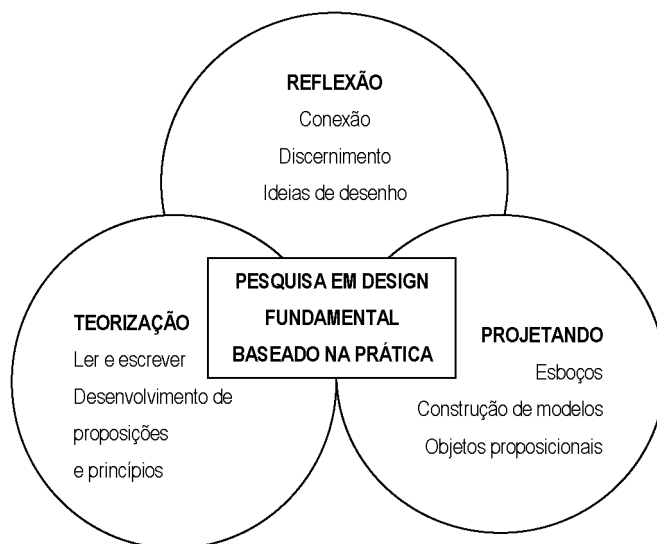 REFLEXÃO
Conexão
Discernimento
Ideias de desenho
PESQUISA EM DESIGN
FUNDAMENTAL
BASEADO NA PRÁTICA
TEORIZAÇÃO
Ler e escrever
Desenvolvimento de
proposições
e princípios
PROJETANDO
Esboços
Construção de modelos
Objetos proposicionais